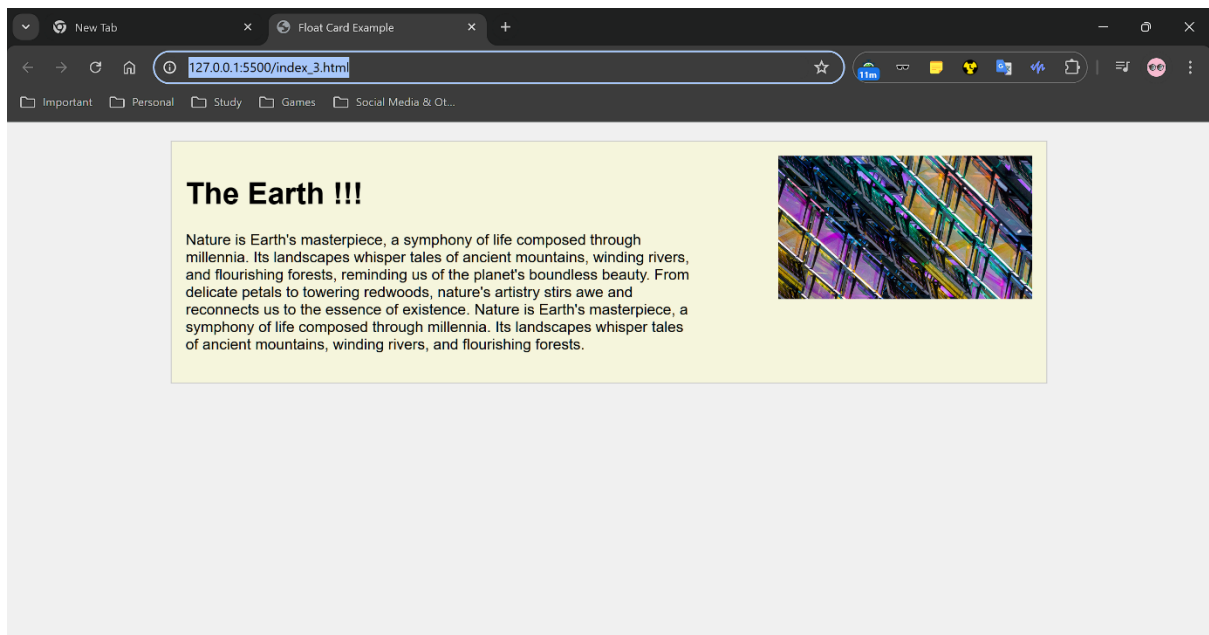 New Tab
Float Card Example
127.0.0.1:5500/index_3.html
11m
Important
Personal
Study
Games
Social Media & Ot...
The Earth !!!
Nature is Earth's masterpiece, a symphony of life composed through
millennia. Its landscapes whisper tales of ancient mountains, winding rivers,
and flourishing forests, reminding us of the planet's boundless beauty. From
delicate petals to towering redwoods, nature's artistry stirs awe and
reconnects us to the essence of existence. Nature is Earth's masterpiece, a
symphony of life composed through millennia. Its landscapes whisper tales
of ancient mountains, winding rivers, and flourishing forests.